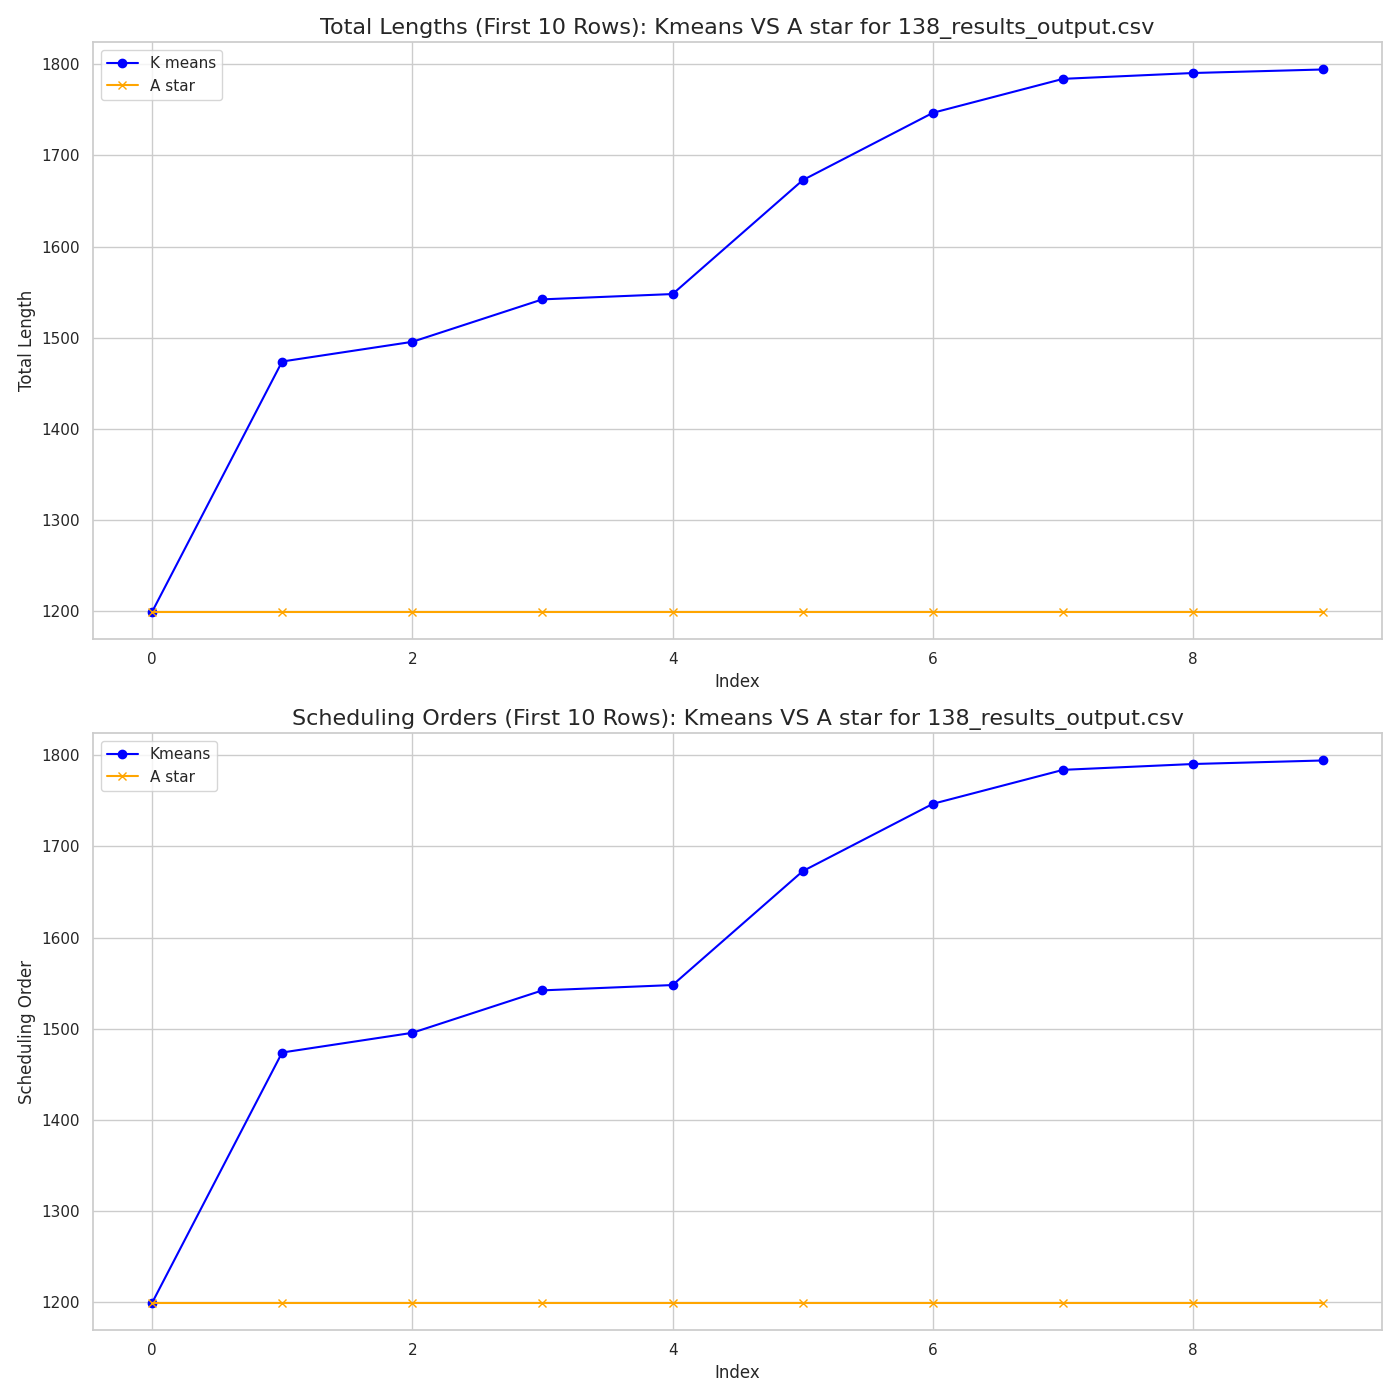 Total Lengths (First 10 Rows): Kmeans VS A star for 138_results_output.csv
K means
A star
1800
1700
1600
1500
1400
1300
1200
Total Length
0 2 4 6 8
Index
Scheduling Orders (First 10 Rows): Kmeans VS A star for 138_results_output.csv
Kmeans
A star
1800
1700
1600
1500
1400
1300
1200
Scheduling Order
0 2 4 6 8
Index